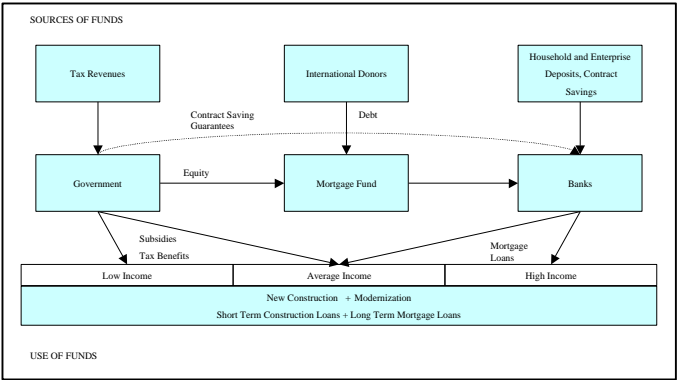 SOURCES OF FUNDS
Tax Revenues
International Donors
Household and Enterprise
Deposits, Contract
Savings
Contract Saving
Guarantees
Debt
Government
Equity
Mortgage Fund
Banks
Subsidies
Tax Benefits
Mortgage
Loans
Low Income
Average Income
High Income
New Construction + Modernization
Short Term Construction Loans + Long Term Mortgage Loans
USE OF FUNDS